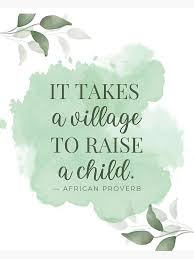 IT TAKES
a village
TO RAISE
a child.
— AFRICAN PROVERB